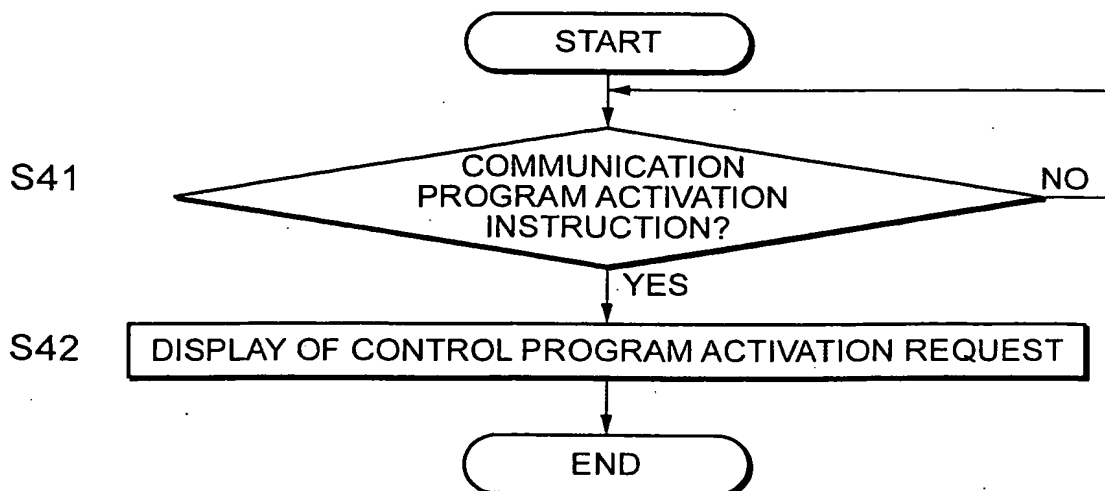 START
S41
COMMUNICATION
PROGRAM ACTIVATION
INSTRUCTION?
NO
YES
S42
DISPLAY OF CONTROL PROGRAM ACTIVATION REQUEST
END